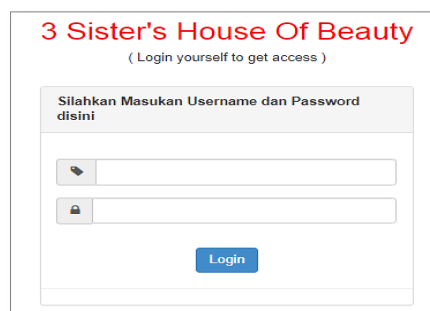 3 Sister's House Of Beauty
( Login yourself to get access )
Silahkan Masukan Username dan Password
disini
Login